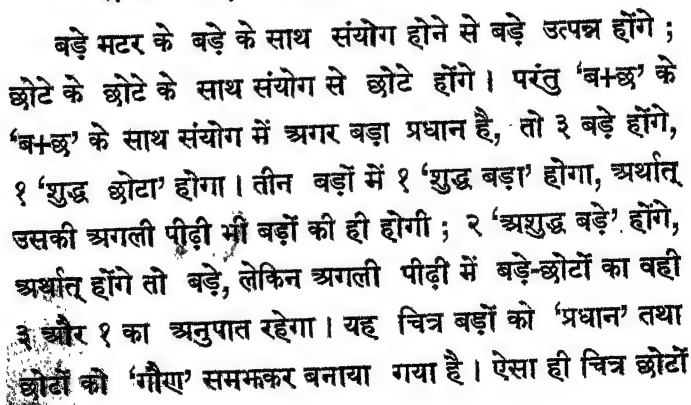 बड़े मटर के बड़े के साथ संयोग होने से बड़े उत्पन्न होंगे ;
छोटे के छोटे के साथ संयोग से छोटे होंगे । परंतु ‘ब+छ’ के
‘ब+छ’ के साथ संयोग में अगर बड़ा प्रधान है, तो ३ बड़े होंगे,
१ ‘शुद्ध छोटा’ होगा । तीन बड़ों में १ ‘शुद्ध बड़ा’ होगा, अर्थात्
उसकी अगली पीढ़ी भी बड़ों की ही होगी ; २ ‘अशुद्ध बड़े’ होंगे,
अर्थात् होंगे तो बड़े, लेकिन अगली पीढ़ी में बड़े-छोटों का वही
३ और १ का अनुपात रहेगा । यह चित्र बड़ों को ‘प्रधान’ तथा
छोटों को ‘गौण’ समझकर बनाया गया है । ऐसा ही चित्र छोटों